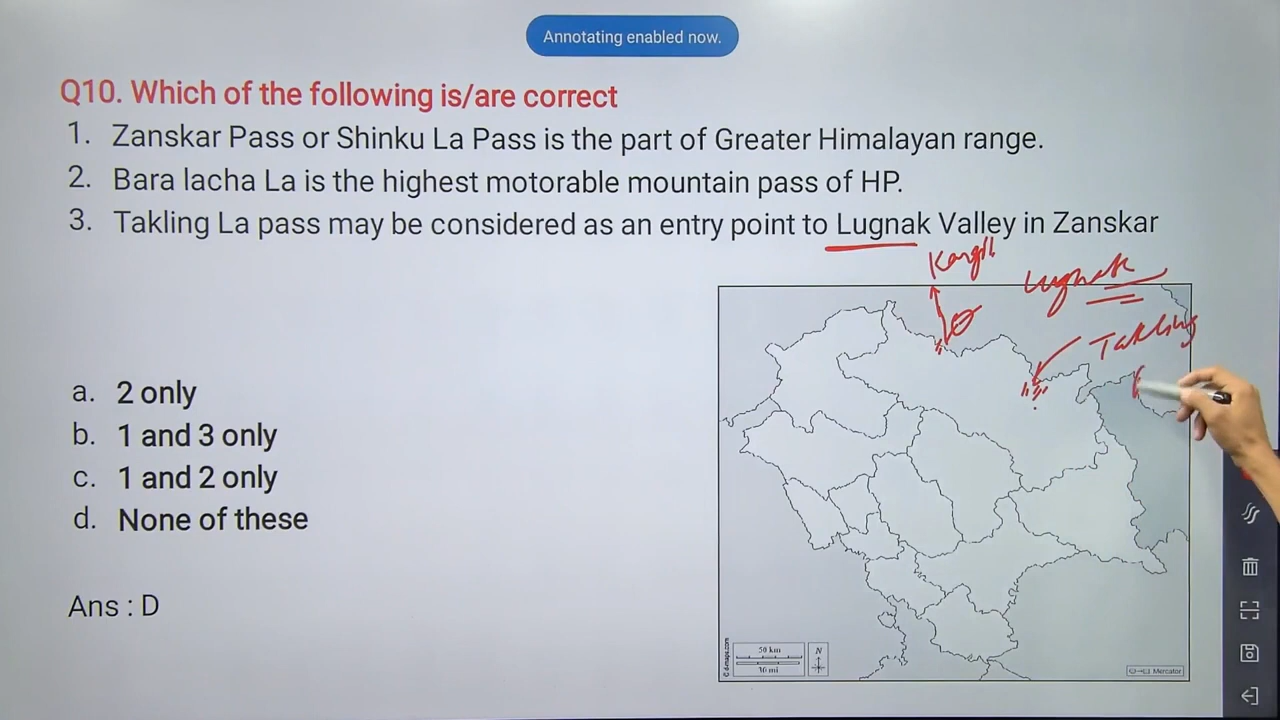 Annotating enabled now.
Q10. Which of the following is/are correct
1. Zanskar Pass or Shinku La Pass is the part of Greater Himalayan range.
2. Bara lacha La is the highest motorable mountain pass of HP.
3. Takling La pass may be considered as an entry point to Lugnak Valley in Zanskar
Kargil
Lugnak
Takling
a. 2 only
b. 1 and 3 only
c. 1 and 2 only
d. None of these
Ans : D
50 km
30 mi
N
© d-maps.com
Mercator